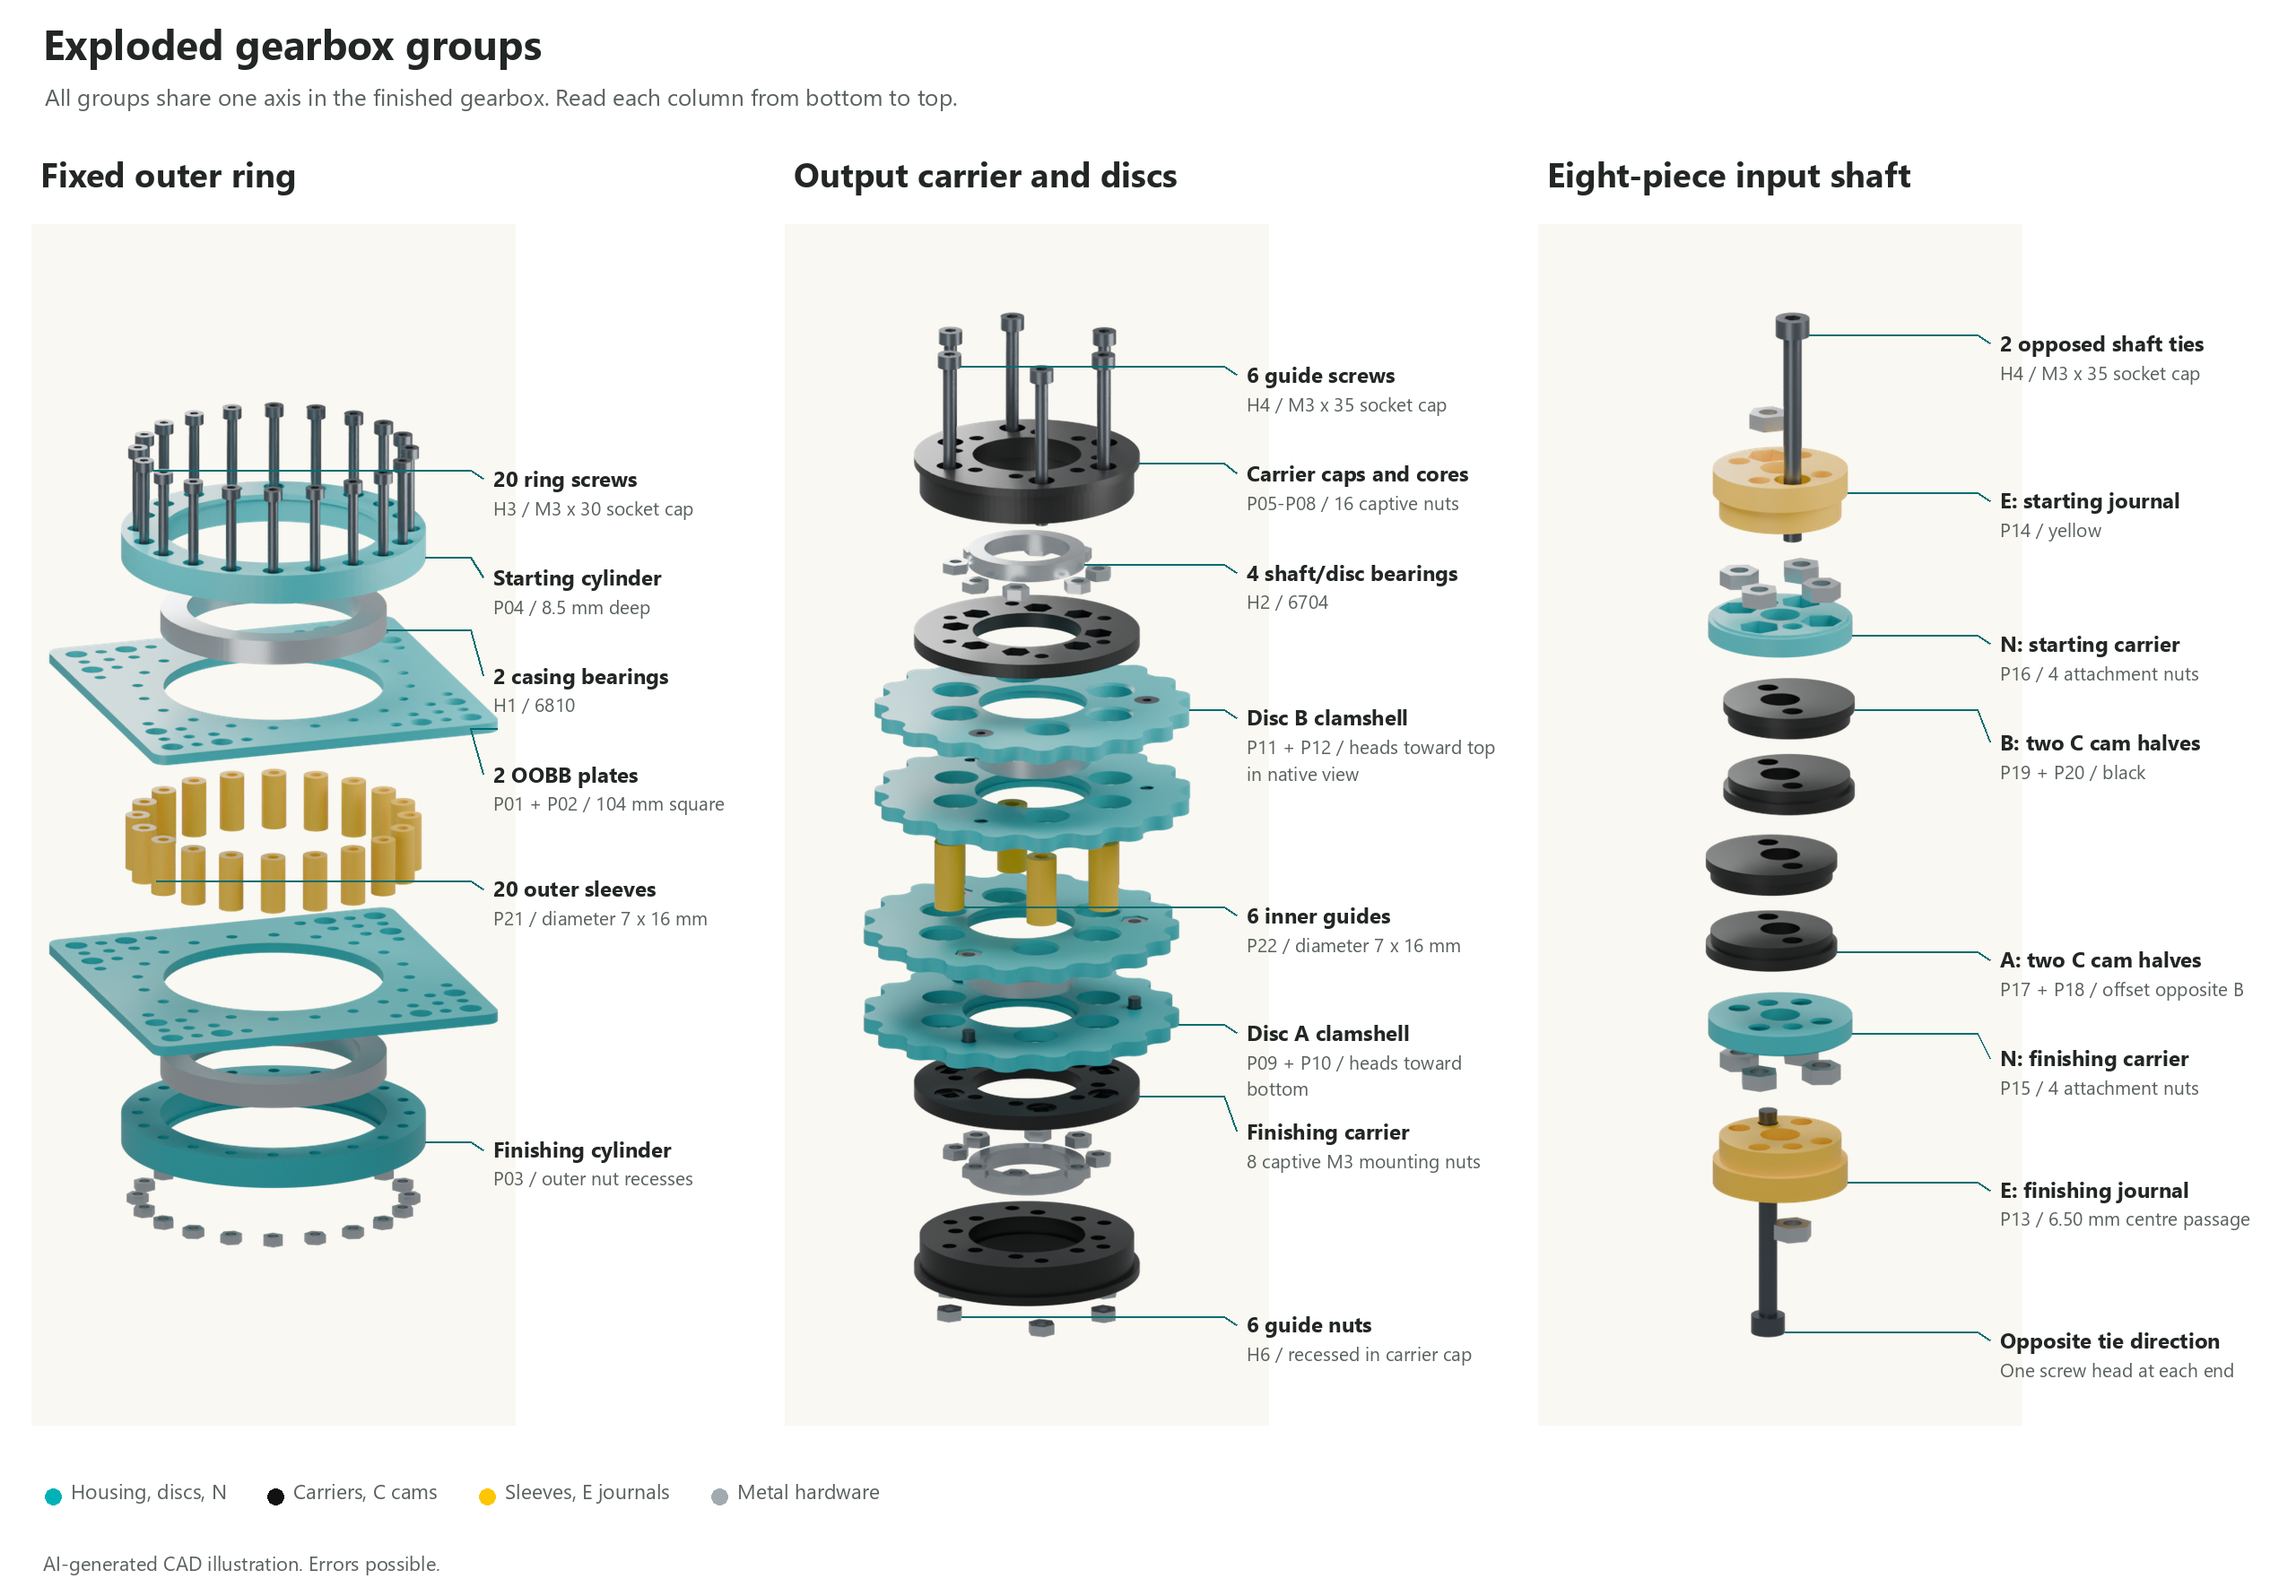 Exploded gearbox groups
All groups share one axis in the finished gearbox. Read each column from bottom to top.
Fixed outer ring
20 ring screws
H3 / M3 x 30 socket cap
Starting cylinder
P04 / 8.5 mm deep
2 casing bearings
H1 / 6810
2 OOBB plates
P01 + P02 / 104 mm square
20 outer sleeves
P21 / diameter 7 x 16 mm
Finishing cylinder
P03 / outer nut recesses
Output carrier and discs
6 guide screws
H4 / M3 x 35 socket cap
Carrier caps and cores
P05-P08 / 16 captive nuts
4 shaft/disc bearings
H2 / 6704
Disc B clamshell
P11 + P12 / heads toward top
in native view
6 inner guides
P22 / diameter 7 x 16 mm
Disc A clamshell
P09 + P10 / heads toward
bottom
Finishing carrier
8 captive M3 mounting nuts
6 guide nuts
H6 / recessed in carrier cap
Eight-piece input shaft
2 opposed shaft ties
H4 / M3 x 35 socket cap
E: starting journal
P14 / yellow
N: starting carrier
P16 / 4 attachment nuts
B: two C cam halves
P19 + P20 / black
A: two C cam halves
P17 + P18 / offset opposite B
N: finishing carrier
P15 / 4 attachment nuts
E: finishing journal
P13 / 6.50 mm centre passage
Opposite tie direction
One screw head at each end
Housing, discs, N
Carriers, C cams
Sleeves, E journals
Metal hardware
AI-generated CAD illustration. Errors possible.